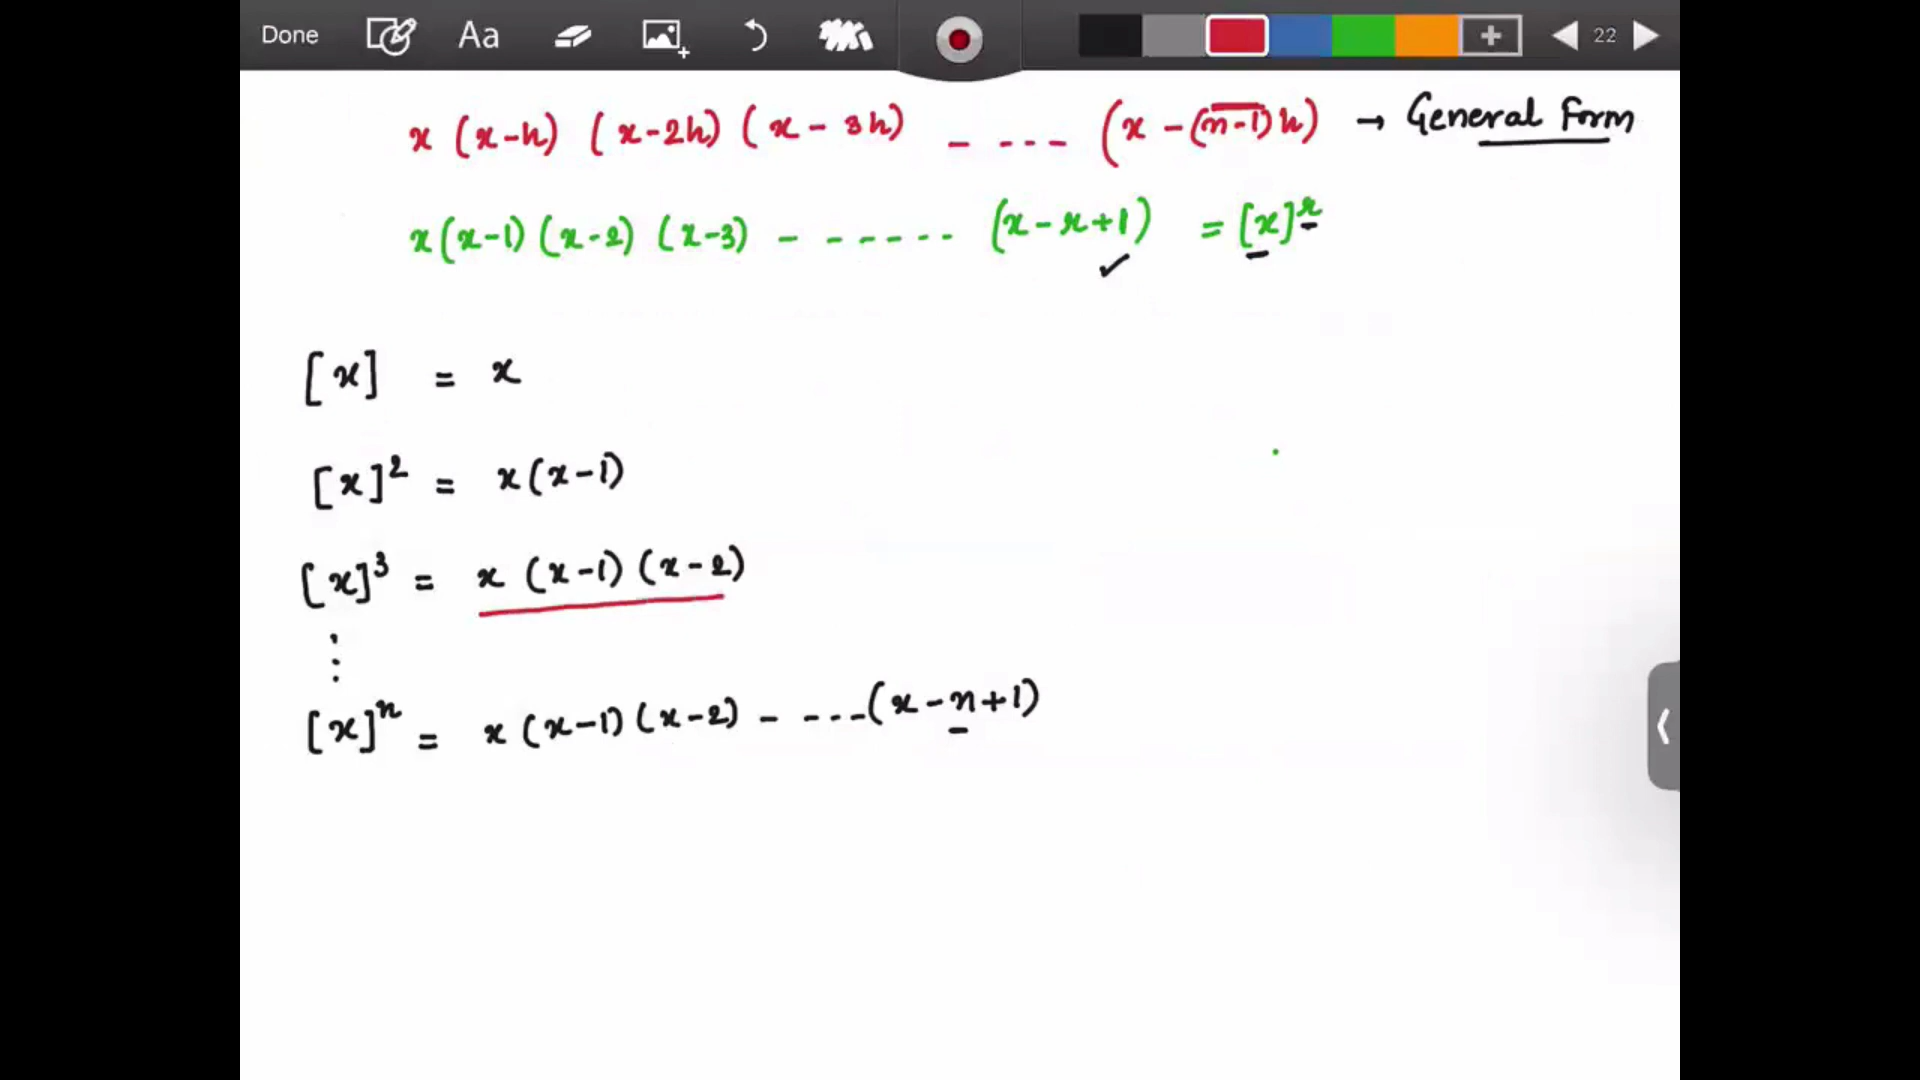 Done Aa 22
x (x-h) (x-2h) (x-3h) - --- (x-(n-1)h) → General Form
x(x-1)(x-2)(x-3) - ----- (x-r+1) = [x]^r
✓
[x] = x
[x]^2 = x(x-1)
[x]^3 = x(x-1)(x-2)
⋮
[x]^n = x(x-1)(x-2) - ---(x-n+1)